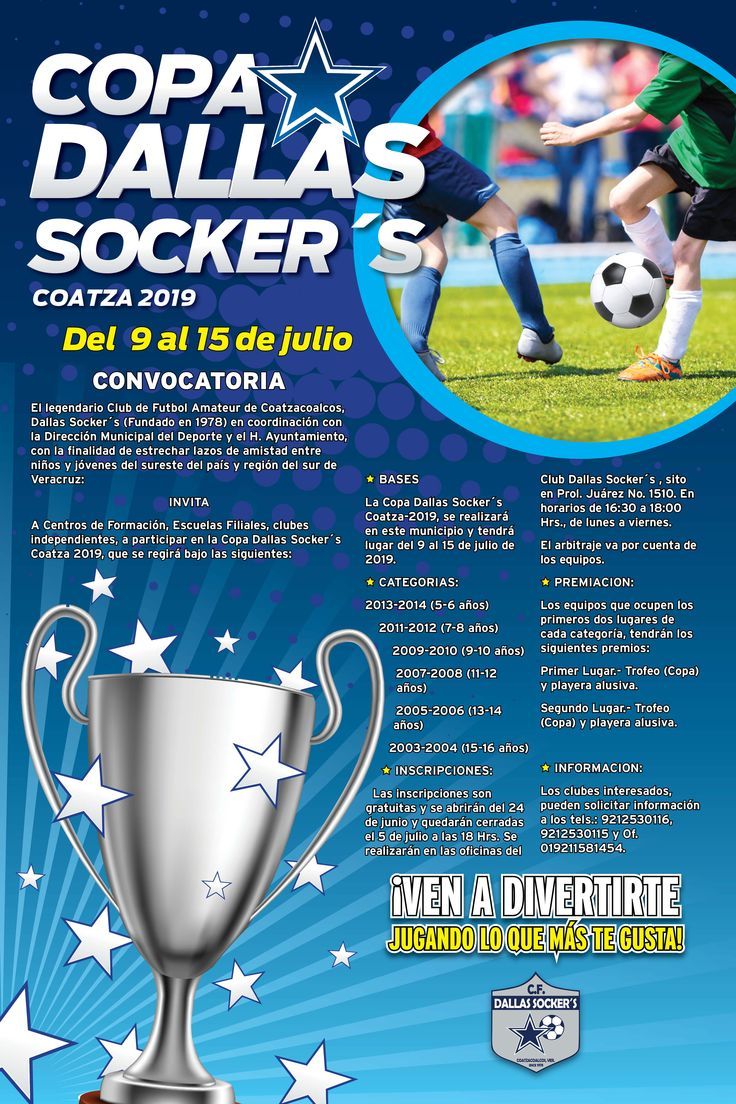 COPA
DALLAS
SOCKER´S
COATZA 2019
Del 9 al 15 de julio
CONVOCATORIA
El legendario Club de Futbol Amateur de Coatzacoalcos,
Dallas Socker´s (Fundado en 1978) en coordinación con
la Dirección Municipal del Deporte y el H. Ayuntamiento,
con la finalidad de estrechar lazos de amistad entre
niños y jóvenes del sureste del país y región del sur de
Veracruz:
INVITA
A Centros de Formación, Escuelas Filiales, clubes
independientes, a participar en la Copa Dallas Socker´s
Coatza 2019, que se regirá bajo las siguientes:
BASES
La Copa Dallas Socker´s
Coatza-2019, se realizará
en este municipio y tendrá
lugar del 9 al 15 de julio de
2019.
CATEGORIAS:
2013-2014 (5-6 años)
2011-2012 (7-8 años)
2009-2010 (9-10 años)
2007-2008 (11-12
años)
2005-2006 (13-14
años)
2003-2004 (15-16 años)
INSCRIPCIONES:
Las inscripciones son
gratuitas y se abrirán del 24
de junio y quedarán cerradas
el 5 de julio a las 18 Hrs. Se
realizarán en las oficinas del
Club Dallas Socker´s , sito
en Prol. Juárez No. 1510. En
horarios de 16:30 a 18:00
Hrs., de lunes a viernes.
El arbitraje va por cuenta de
los equipos.
PREMIACION:
Los equipos que ocupen los
primeros dos lugares de
cada categoría, tendrán los
siguientes premios:
Primer Lugar.- Trofeo (Copa)
y playera alusiva.
Segundo Lugar.- Trofeo
(Copa) y playera alusiva.
INFORMACION:
Los clubes interesados,
pueden solicitar información
a los tels.: 9212530116,
9212530115 y Of.
019211581454.
¡VEN A DIVERTIRTE
JUGANDO LO QUE MÁS TE GUSTA!
C.F.
DALLAS SOCKER´S
COATZACOALCOS, VER.
SINCE 1978